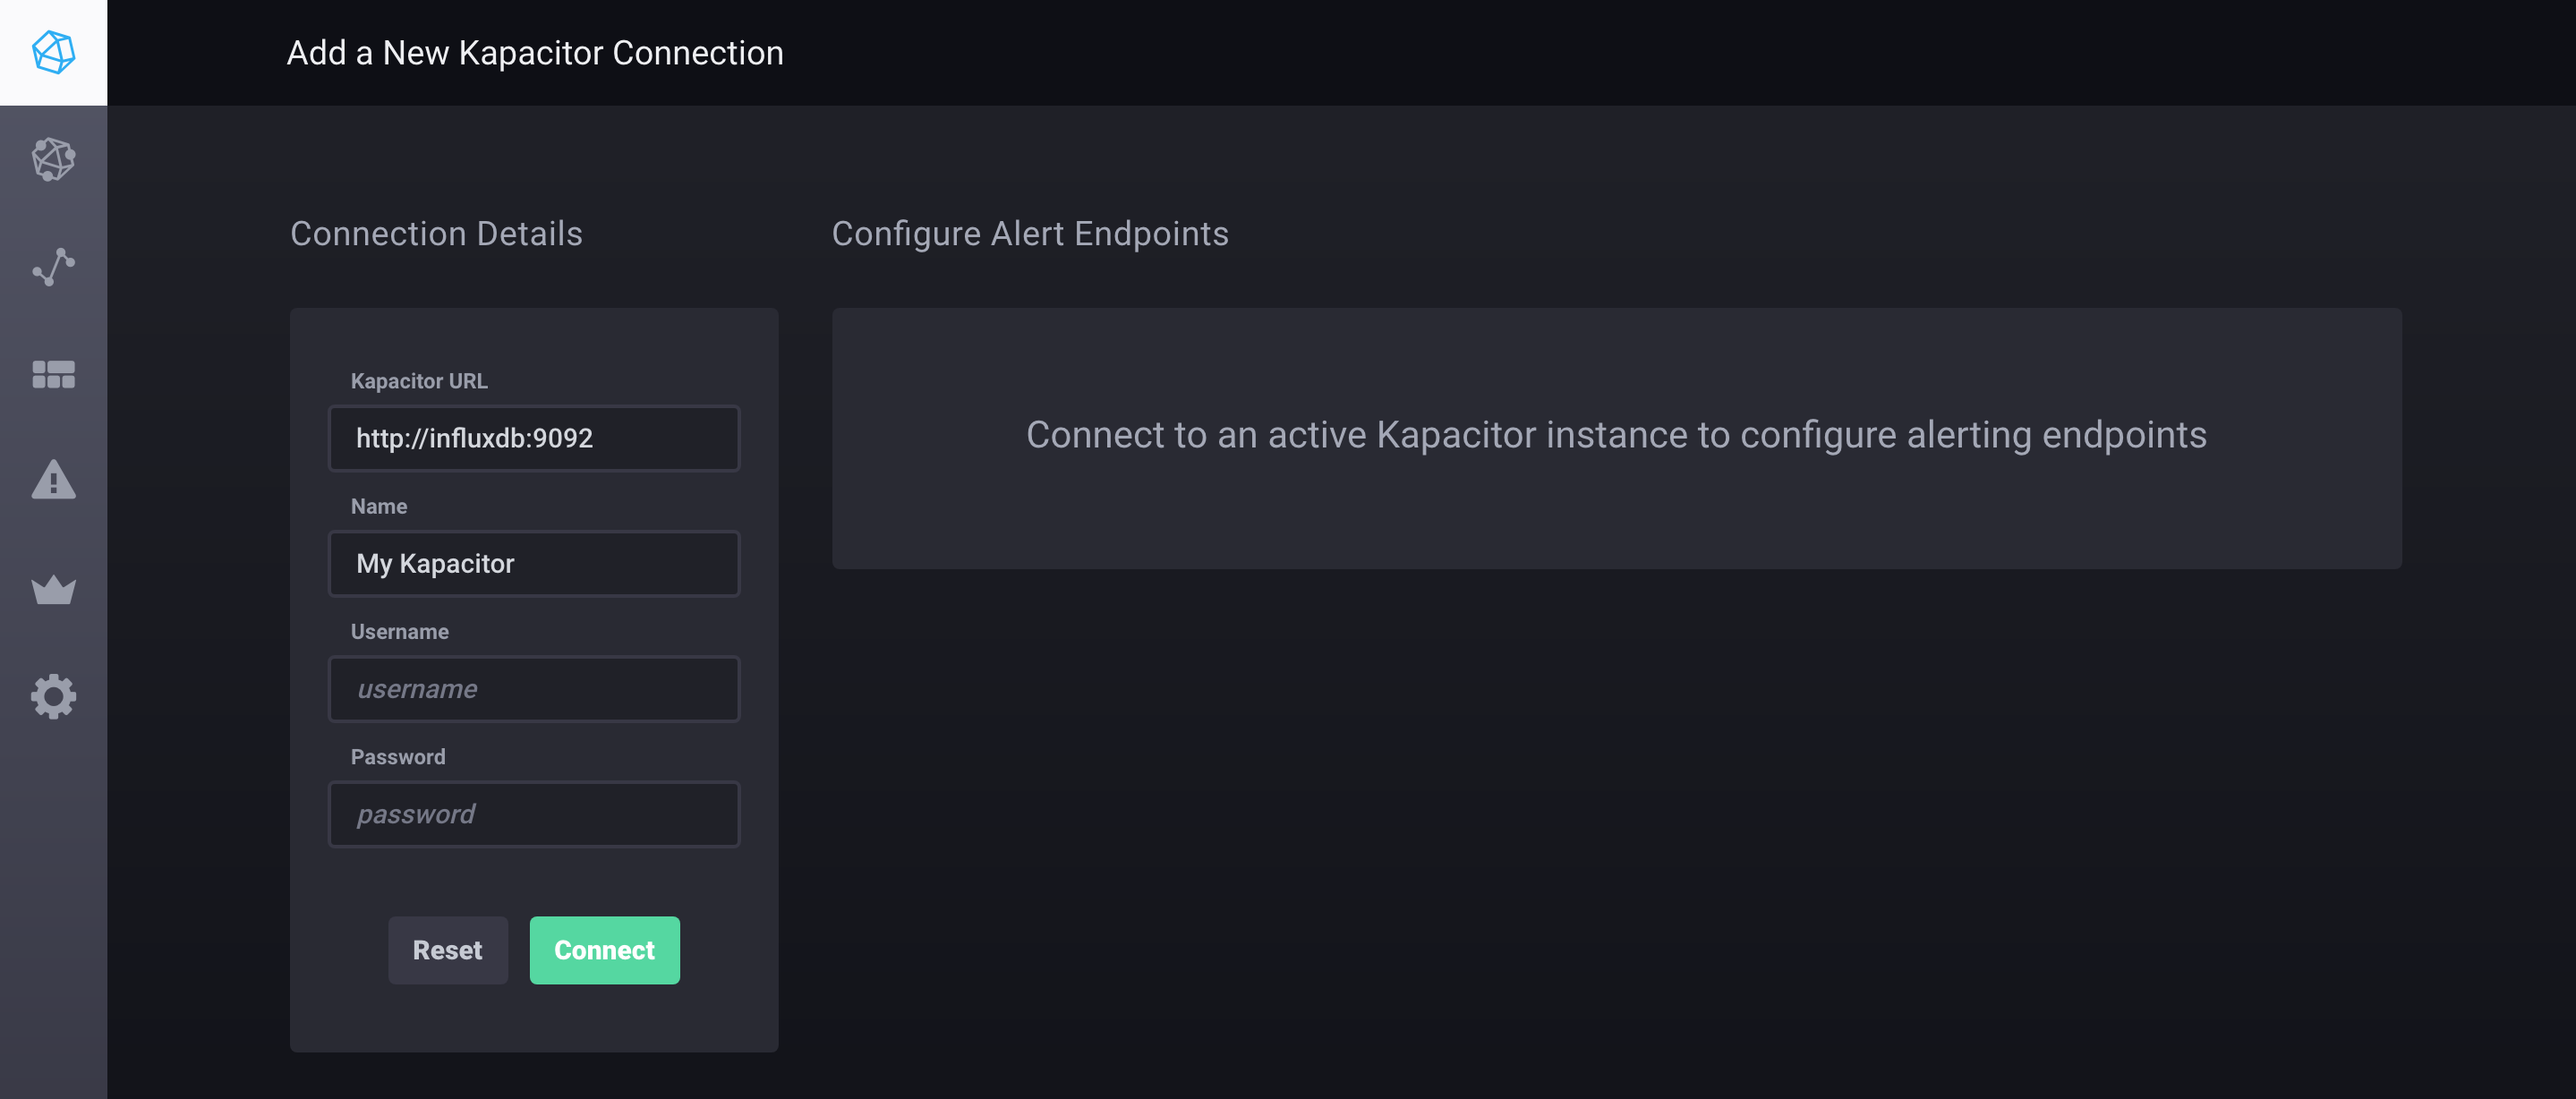 Add a New Kapacitor Connection
Connection Details
Kapacitor URL
http://influxdb:9092
Name
My Kapacitor
Username
username
Password
password
Reset Connect
Configure Alert Endpoints
Connect to an active Kapacitor instance to configure alerting endpoints